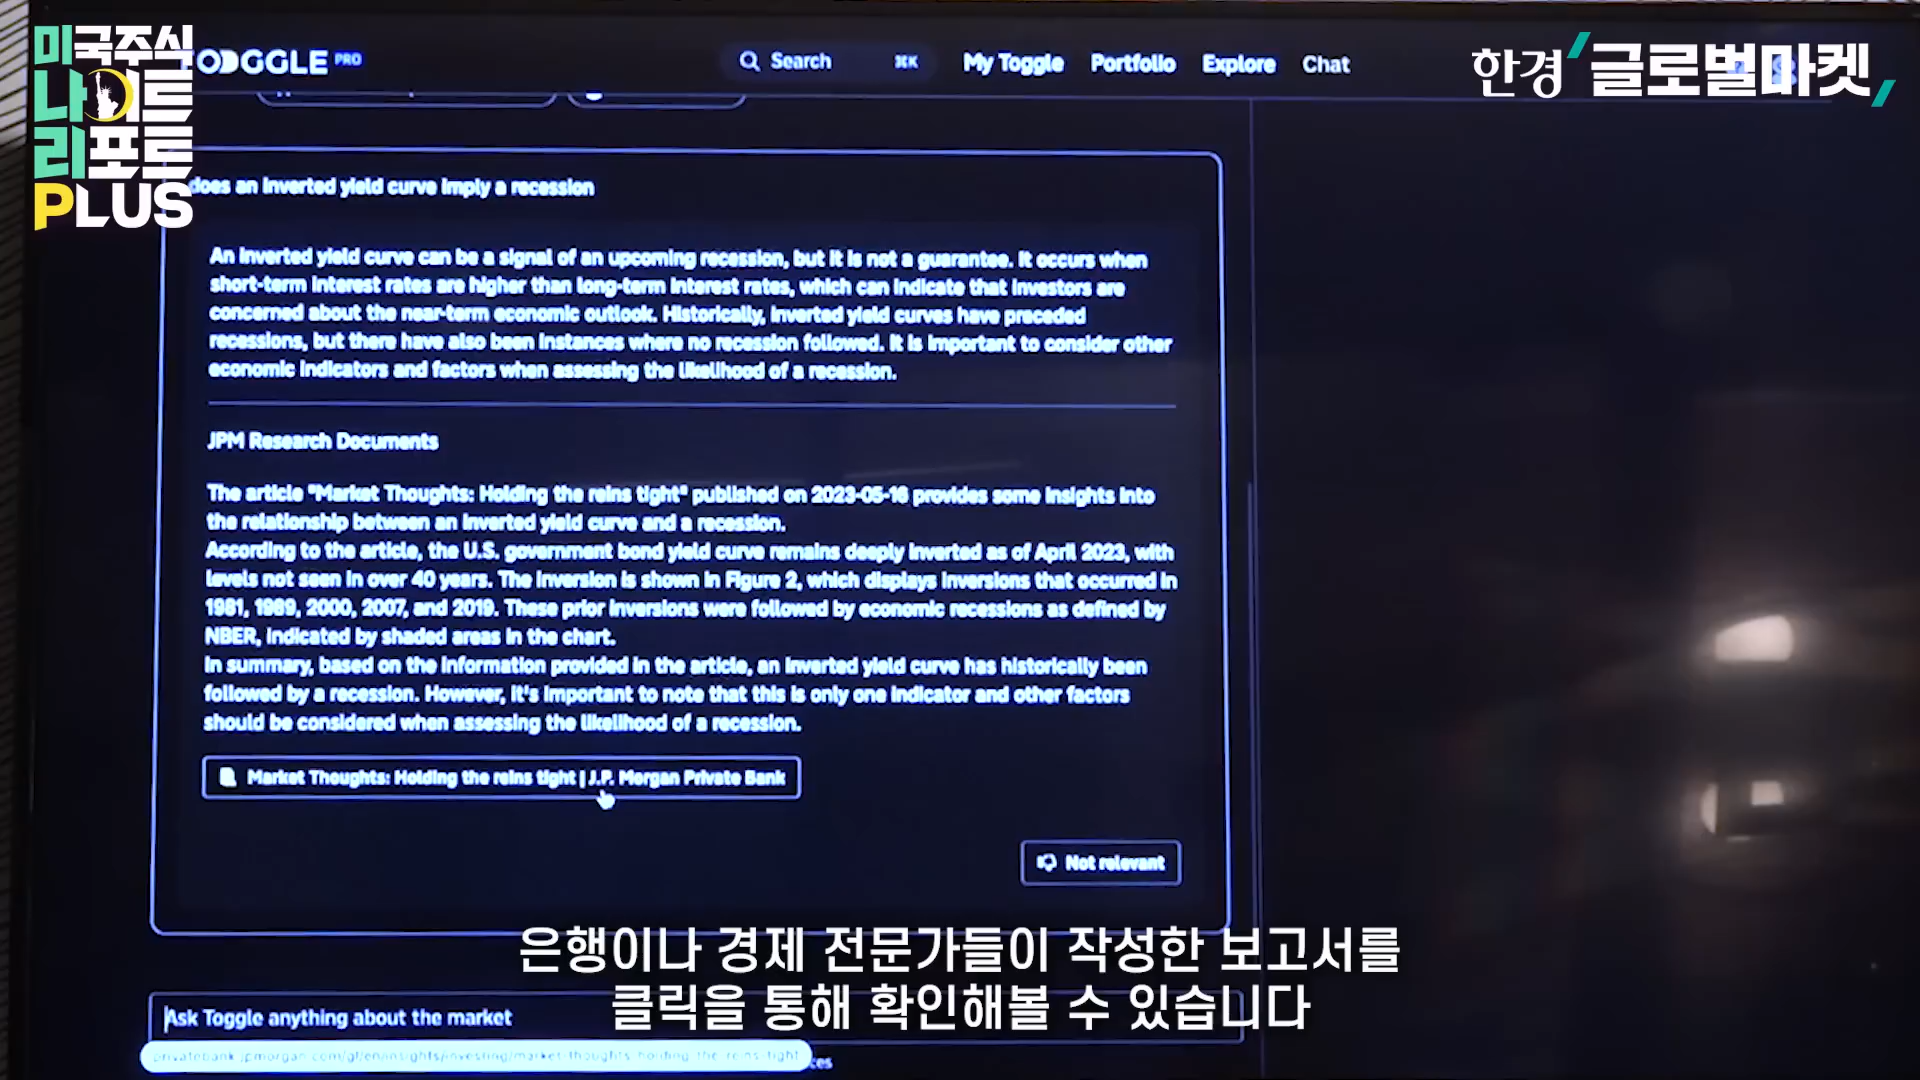 미국주식
나이트
리포트
PLUS
TOGGLE PRO
Search ⌘K
My Toggle
Portfolio
Explore
Chat
한경 글로벌마켓
does an inverted yield curve imply a recession
An inverted yield curve can be a signal of an upcoming recession, but it is not a guarantee. It occurs when
short-term interest rates are higher than long-term interest rates, which can indicate that investors are
concerned about the near-term economic outlook. Historically, inverted yield curves have preceded
recessions, but there have also been instances where no recession followed. It is important to consider other
economic indicators and factors when assessing the likelihood of a recession.
JPM Research Documents
The article "Market Thoughts: Holding the reins tight" published on 2023-05-16 provides some insights into
the relationship between an inverted yield curve and a recession.
According to the article, the U.S. government bond yield curve remains deeply inverted as of April 2023, with
levels not seen in over 40 years. The inversion is shown in Figure 2, which displays inversions that occurred in
1981, 1989, 2000, 2007, and 2019. These prior inversions were followed by economic recessions as defined by
NBER, indicated by shaded areas in the chart.
In summary, based on the information provided in the article, an inverted yield curve has historically been
followed by a recession. However, it's important to note that this is only one indicator and other factors
should be considered when assessing the likelihood of a recession.
Market Thoughts: Holding the reins tight | J.P. Morgan Private Bank
Not relevant
은행이나 경제 전문가들이 작성한 보고서를
클릭을 통해 확인해볼 수 있습니다
Ask Toggle anything about the market
privatebank.jpmorgan.com/gl/en/insights/investing/market-thoughts-holding-the-reins-tight